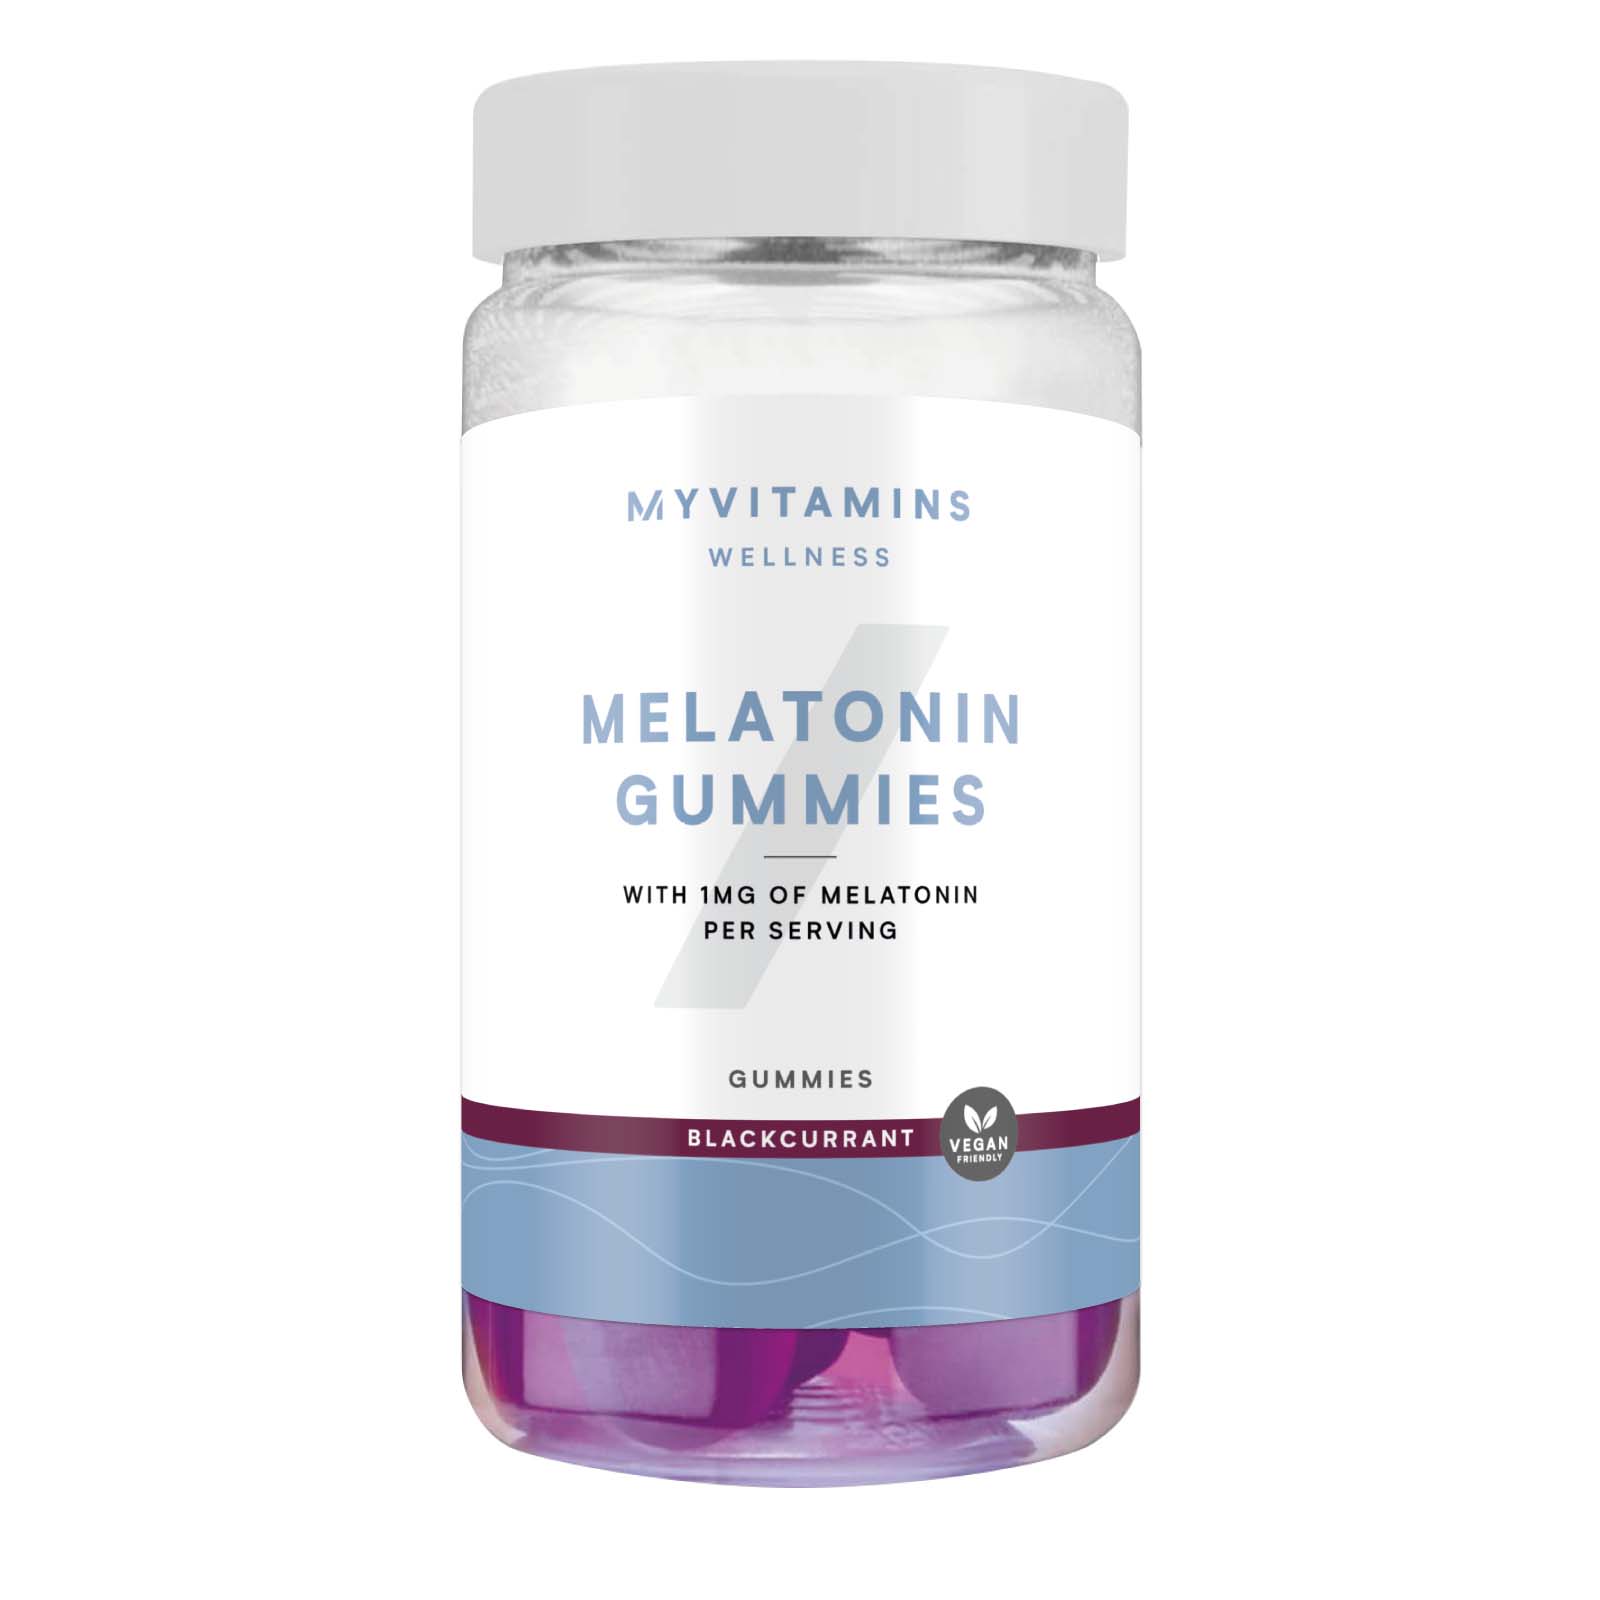 MYVITAMINS
WELLNESS
MELATONIN
GUMMIES
WITH 1MG OF MELATONIN
PER SERVING
GUMMIES
BLACKCURRANT
VEGAN
FRIENDLY